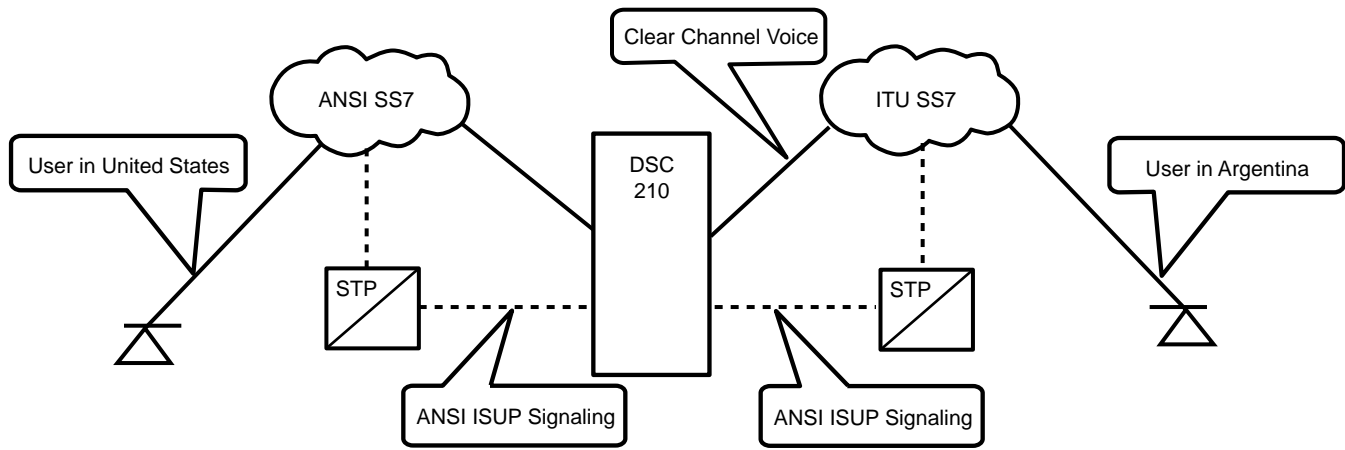 Clear Channel Voice
ANSI SS7
ITU SS7
User in United States
DSC
210
User in Argentina
STP
STP
ANSI ISUP Signaling
ANSI ISUP Signaling